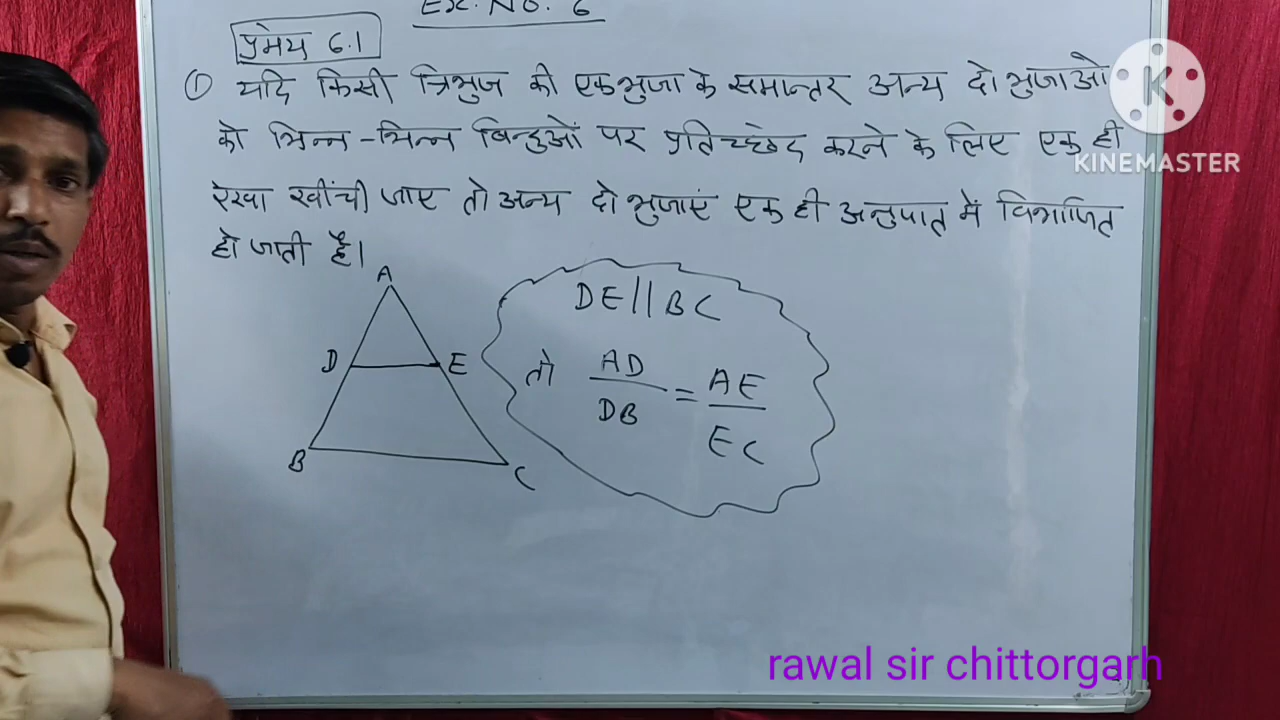 Ex. No. 6
प्रमेय 6.1
① यदि किसी त्रिभुज की एक भुजा के समान्तर अन्य दो भुजाओ
को भिन्न-भिन्न बिन्दुओं पर प्रतिच्छेद करने के लिए एक ही
रेखा खींची जाए तो अन्य दो भुजाएं एक ही अनुपात में विभाजित
हो जाती है।
A
D E
B C
DE||BC
तो AD/DB = AE/EC
KINEMASTER
rawal sir chittorgarh